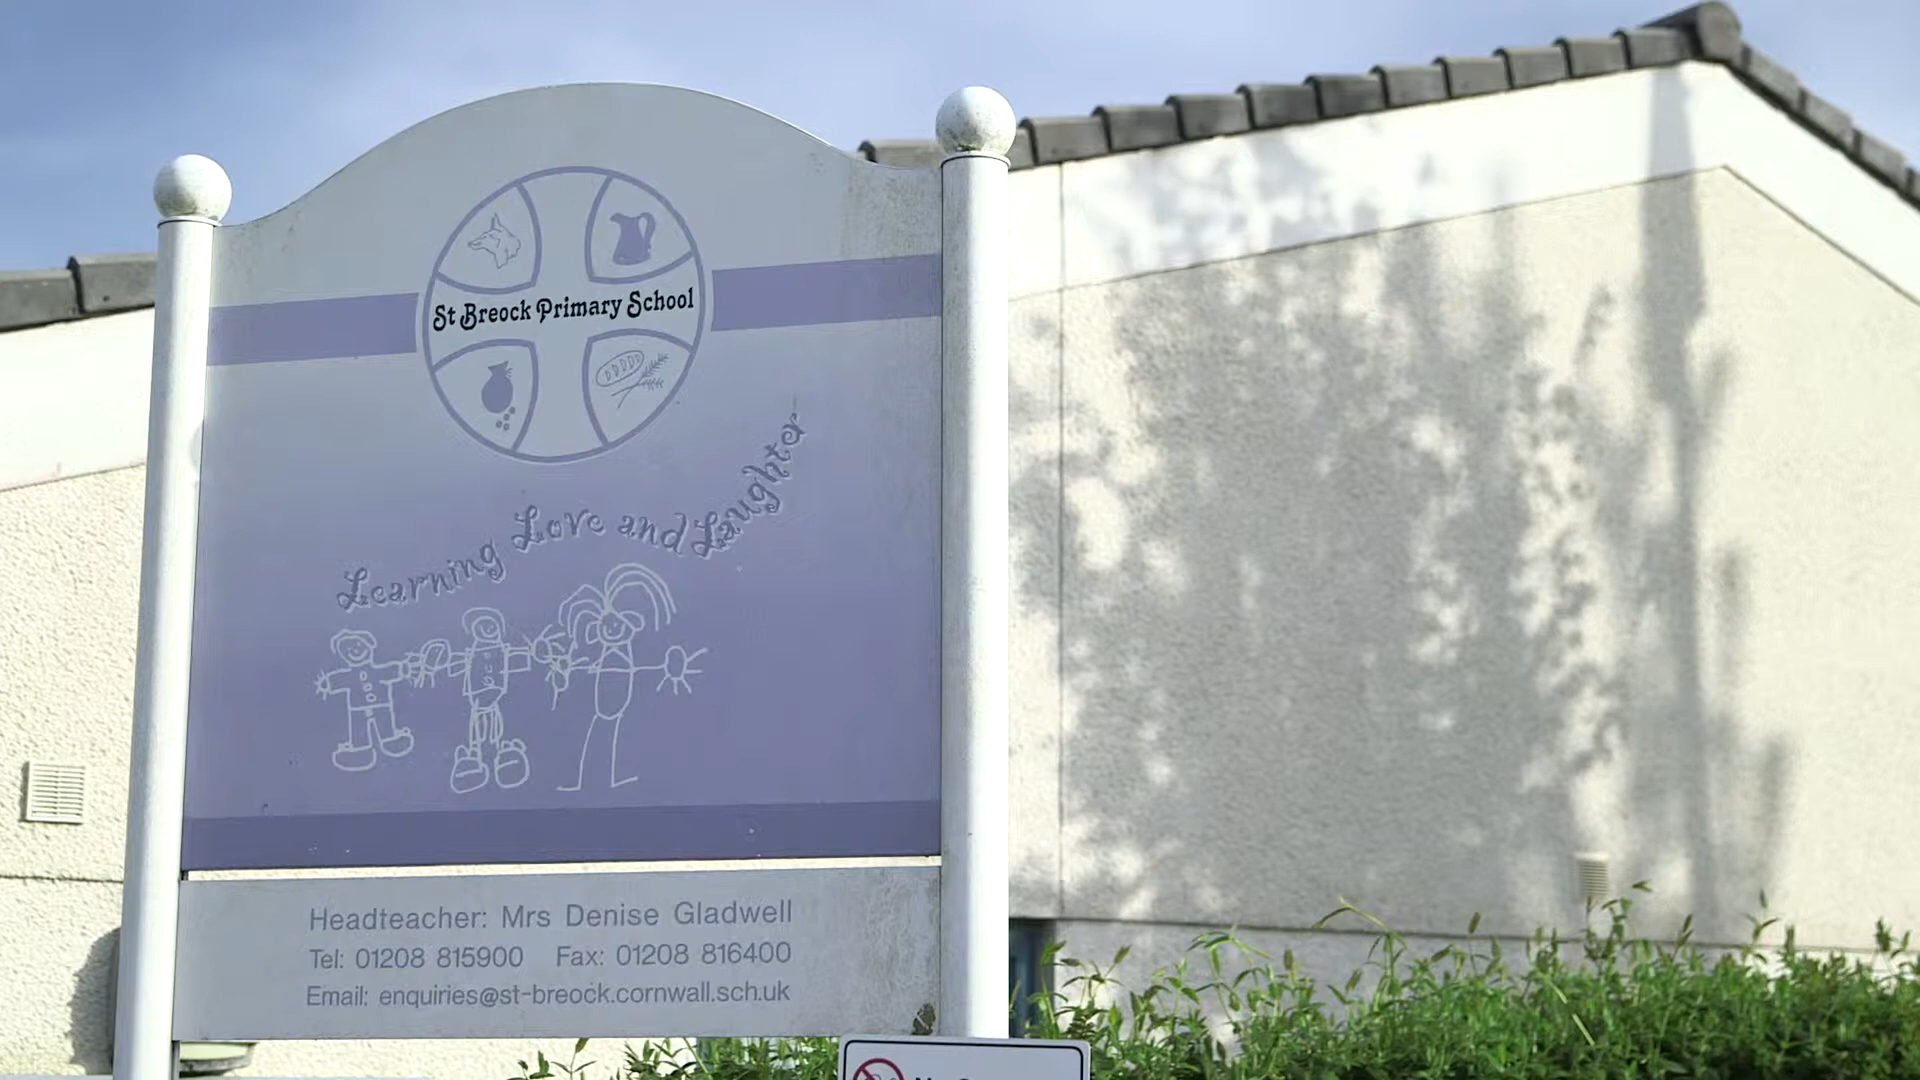 St Breock Primary School
Learning Love and Laughter
Headteacher: Mrs Denise Gladwell
Tel: 01208 815900 Fax: 01208 816400
Email: enquiries@st-breock.cornwall.sch.uk